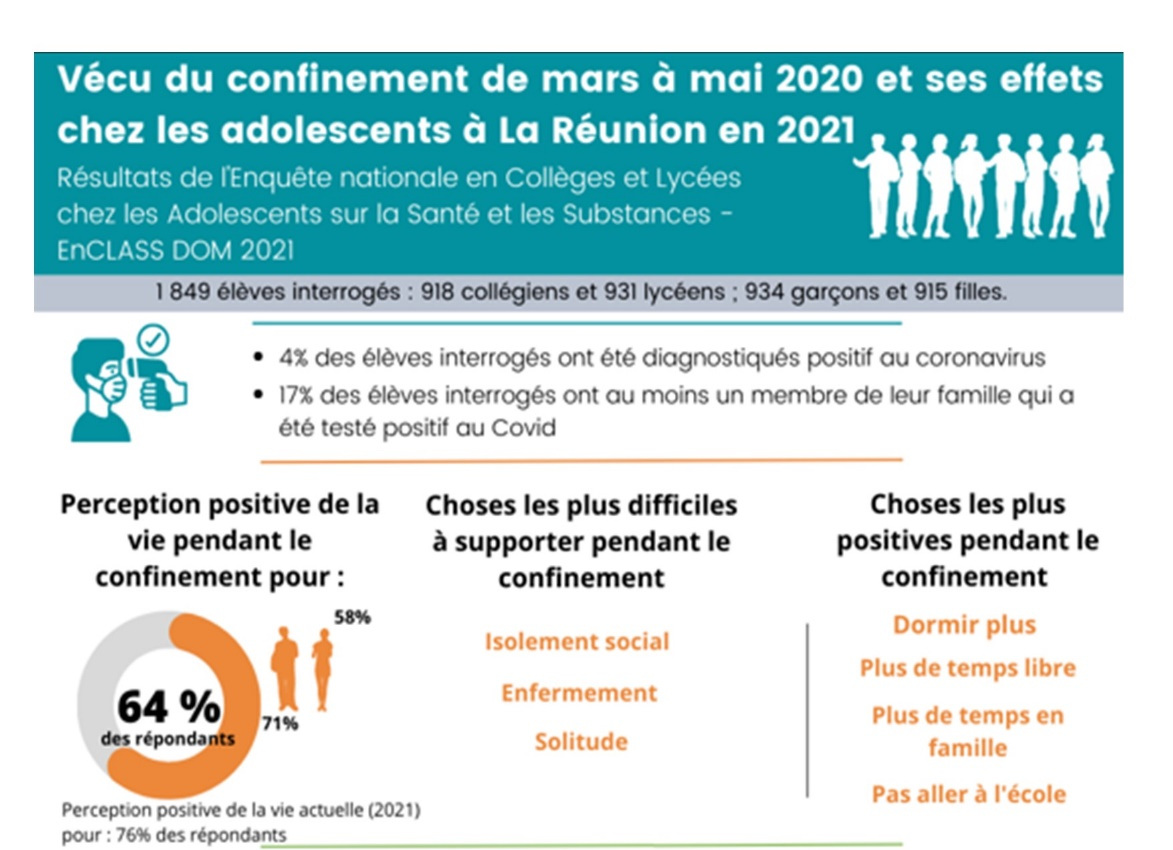 Vécu du confinement de mars à mai 2020 et ses effets
chez les adolescents à La Réunion en 2021
Résultats de l'Enquête nationale en Collèges et Lycées
chez les Adolescents sur la Santé et les Substances -
EnCLASS DOM 2021
1 849 élèves interrogés : 918 collégiens et 931 lycéens ; 934 garçons et 915 filles.
• 4% des élèves interrogés ont été diagnostiqués positif au coronavirus
• 17% des élèves interrogés ont au moins un membre de leur famille qui a
été testé positif au Covid
Perception positive de la
vie pendant le
confinement pour :
58%
64 %
des répondants
71%
Perception positive de la vie actuelle (2021)
pour : 76% des répondants
Choses les plus difficiles
à supporter pendant le
confinement
Isolement social
Enfermement
Solitude
Choses les plus
positives pendant le
confinement
Dormir plus
Plus de temps libre
Plus de temps en
famille
Pas aller à l'école